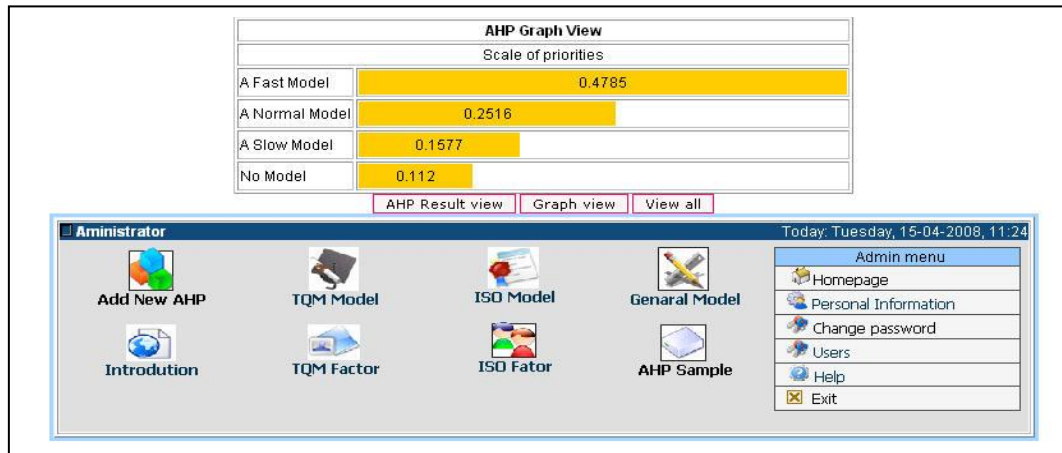 AHP Graph View
Scale of priorities
A Fast Model 0.4785
A Normal Model 0.2516
A Slow Model 0.1577
No Model 0.112
AHP Result view Graph view View all
Aministrator Today: Tuesday, 15-04-2008, 11:24
Add New AHP TQM Model ISO Model Genaral Model
Introdution TQM Factor ISO Fator AHP Sample
Admin menu
Homepage
Personal Information
Change password
Users
Help
Exit